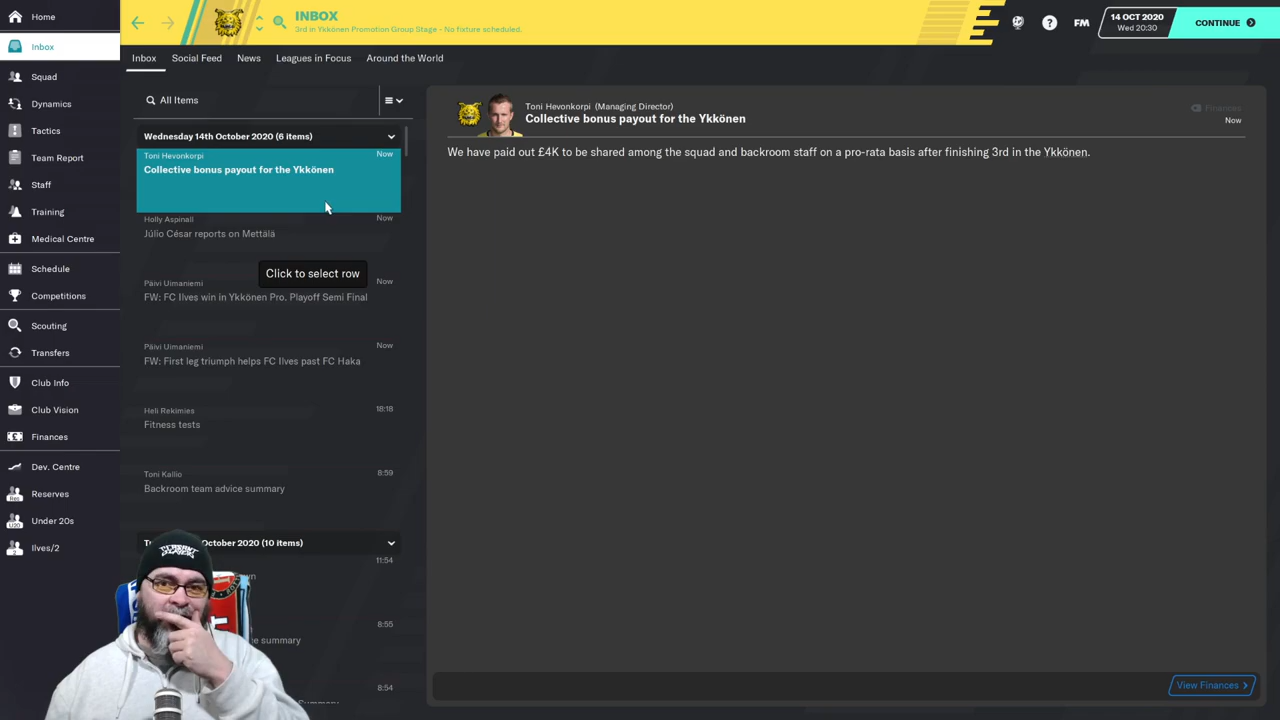 Home
Inbox
Squad
Dynamics
Tactics
Team Report
Staff
Training
Medical Centre
Schedule
Competitions
Scouting
Transfers
Club Info
Club Vision
Finances
Dev. Centre
Reserves
Under 20s
Ilves/2
INBOX
3rd in Ykkönen Promotion Group Stage - No fixture scheduled.
FM
14 OCT 2020
Wed 20:30
CONTINUE
Inbox
Social Feed
News
Leagues in Focus
Around the World
All Items
Wednesday 14th October 2020 (6 items)
Toni Hevonkorpi
Now
Collective bonus payout for the Ykkönen
Holly Aspinall
Now
Júlio César reports on Mettälä
Click to select row
Päivi Uimaniemi
Now
FW: FC Ilves win in Ykkönen Pro. Playoff Semi Final
Päivi Uimaniemi
Now
FW: First leg triumph helps FC Ilves past FC Haka
Heli Rekimies
18:18
Fitness tests
Toni Kallio
8:59
Backroom team advice summary
October 2020 (10 items)
11:54
8:55
summary
8:54
Toni Hevonkorpi (Managing Director)
Collective bonus payout for the Ykkönen
Finances
Now
We have paid out £4K to be shared among the squad and backroom staff on a pro-rata basis after finishing 3rd in the Ykkönen.
View Finances